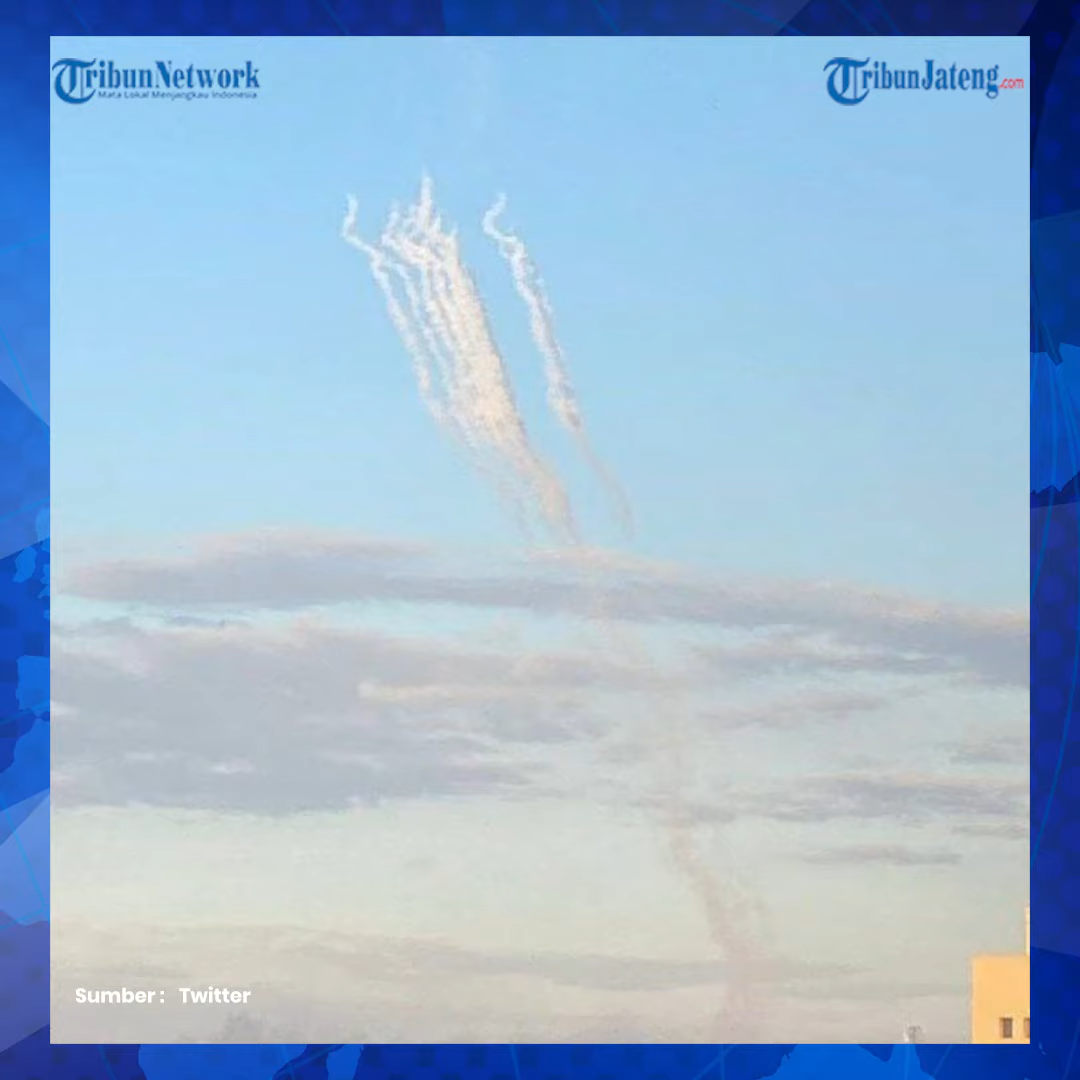 TribunNetwork
Mata Lokal Menjangkau Indonesia
TribunJateng.com
Sumber : Twitter